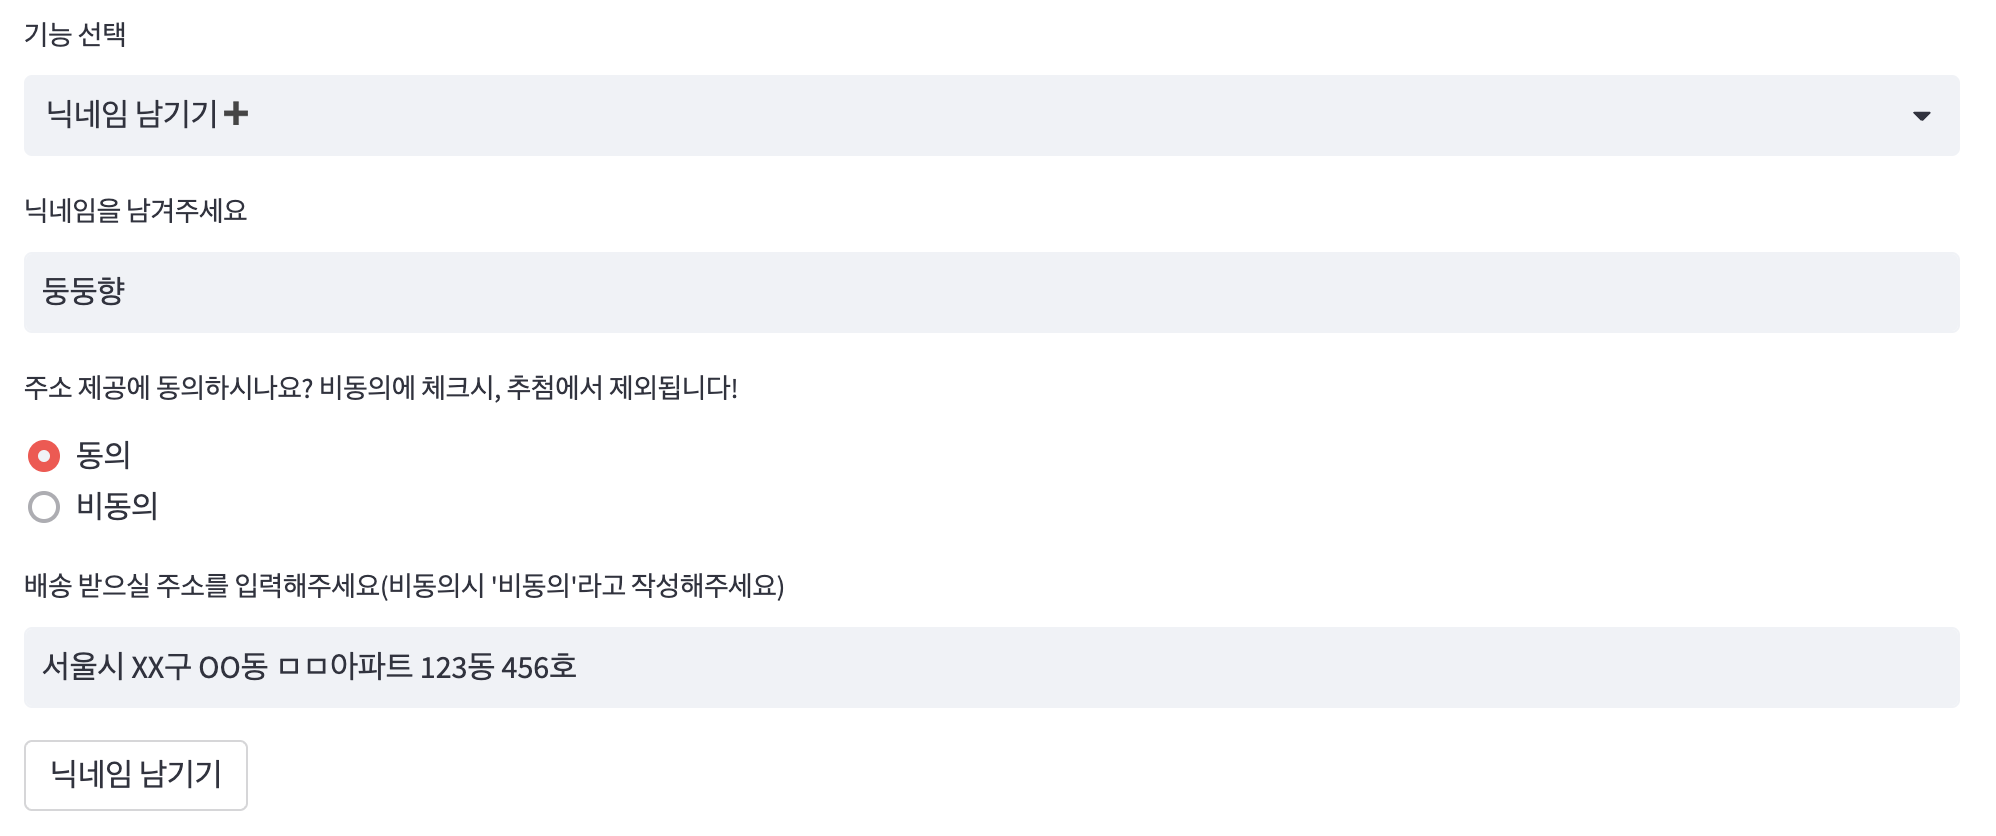 기능 선택
닉네임 남기기➕
닉네임을 남겨주세요
둥둥향
주소 제공에 동의하시나요? 비동의에 체크시, 추첨에서 제외됩니다!
동의
비동의
배송 받으실 주소를 입력해주세요(비동의시 '비동의'라고 작성해주세요)
서울시 XX구 OO동 ㅁㅁ아파트 123동 456호
닉네임 남기기